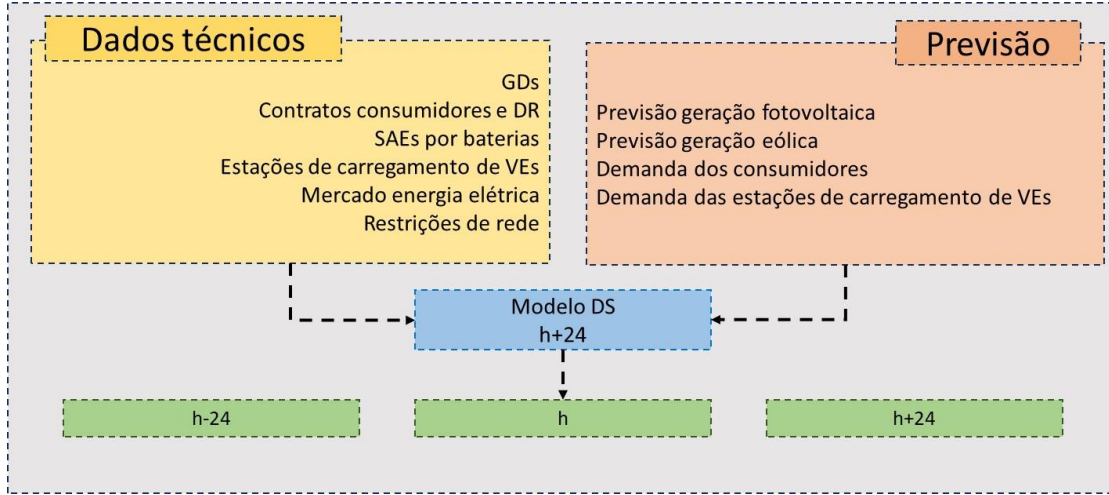 Dados técnicos
GDs
Contratos consumidores e DR
SAEs por baterias
Estações de carregamento de VEs
Mercado energia elétrica
Restrições de rede
Previsão
Previsão geração fotovoltaica
Previsão geração eólica
Demanda dos consumidores
Demanda das estações de carregamento de VEs
Modelo DS
h+24
h-24
h
h+24